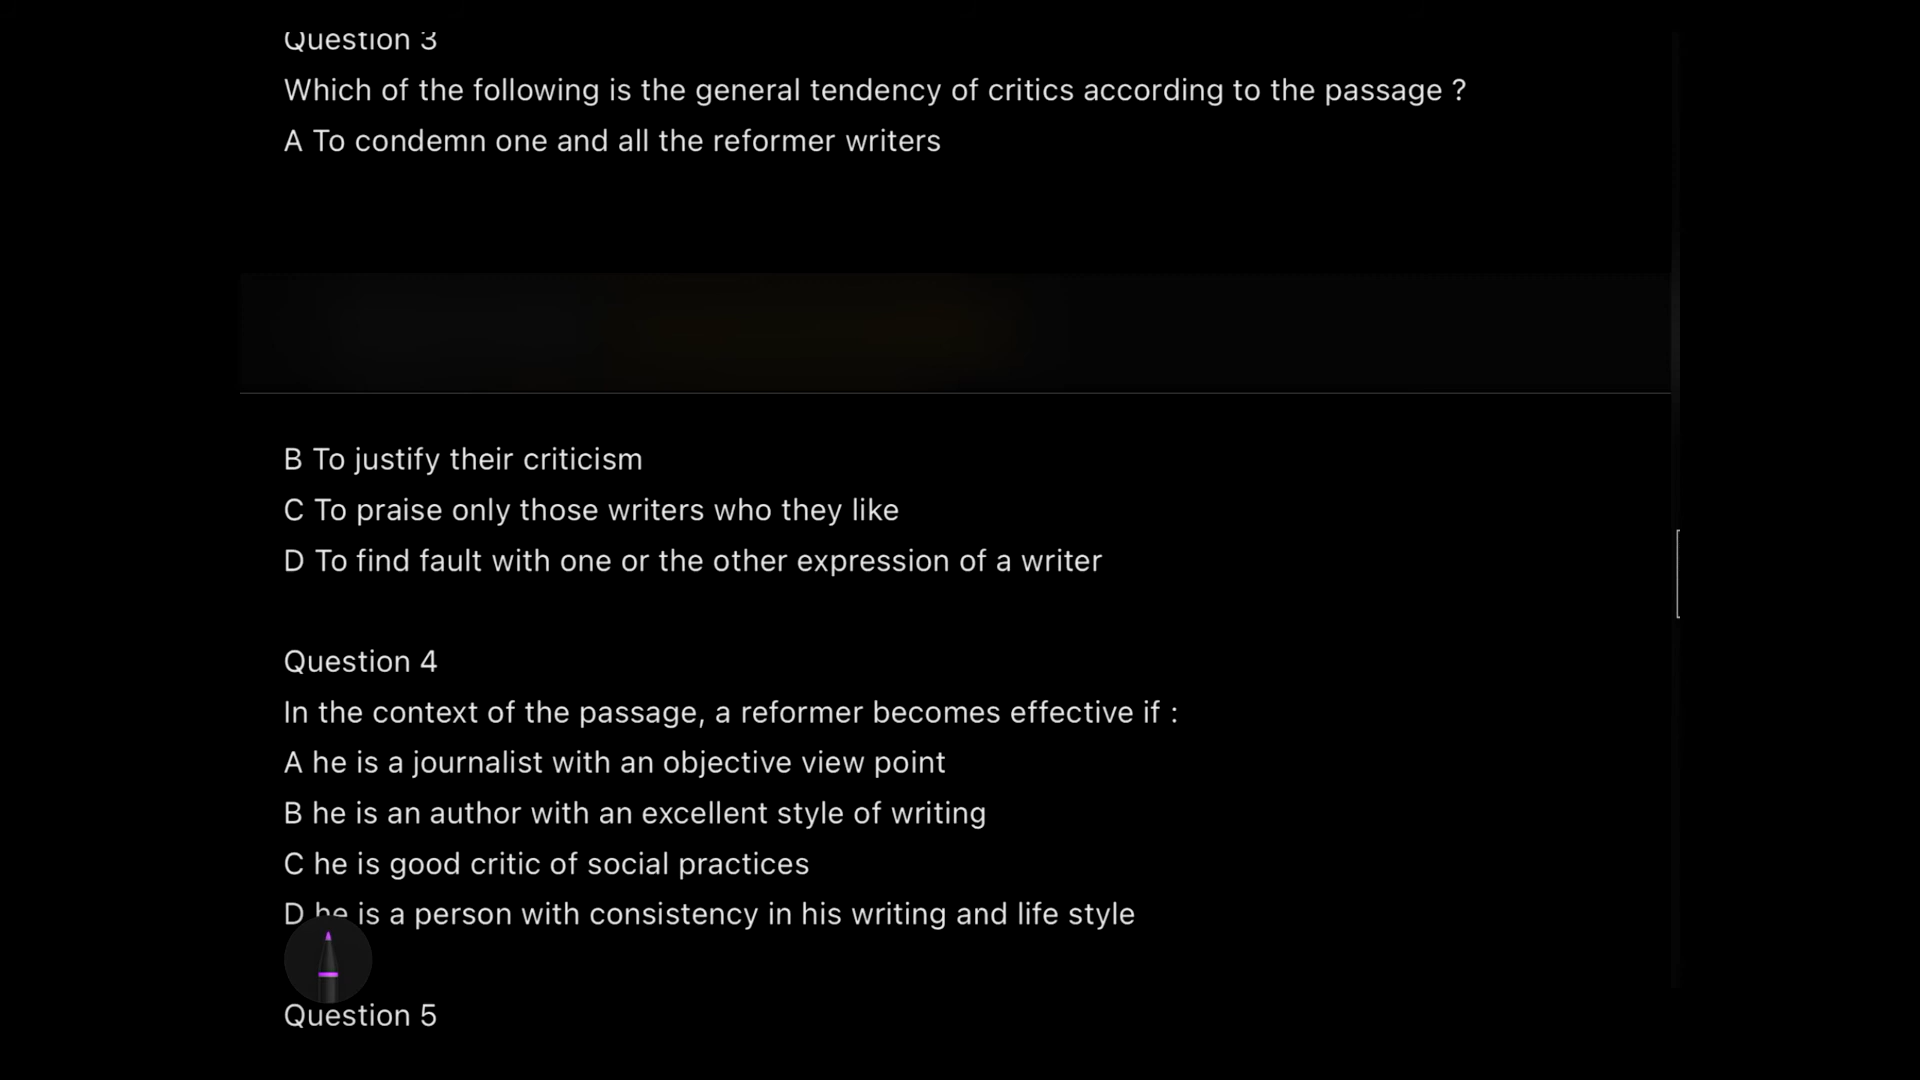 Question 3
Which of the following is the general tendency of critics according to the passage ?
A To condemn one and all the reformer writers
B To justify their criticism
C To praise only those writers who they like
D To find fault with one or the other expression of a writer
Question 4
In the context of the passage, a reformer becomes effective if :
A he is a journalist with an objective view point
B he is an author with an excellent style of writing
C he is good critic of social practices
D he is a person with consistency in his writing and life style
Question 5